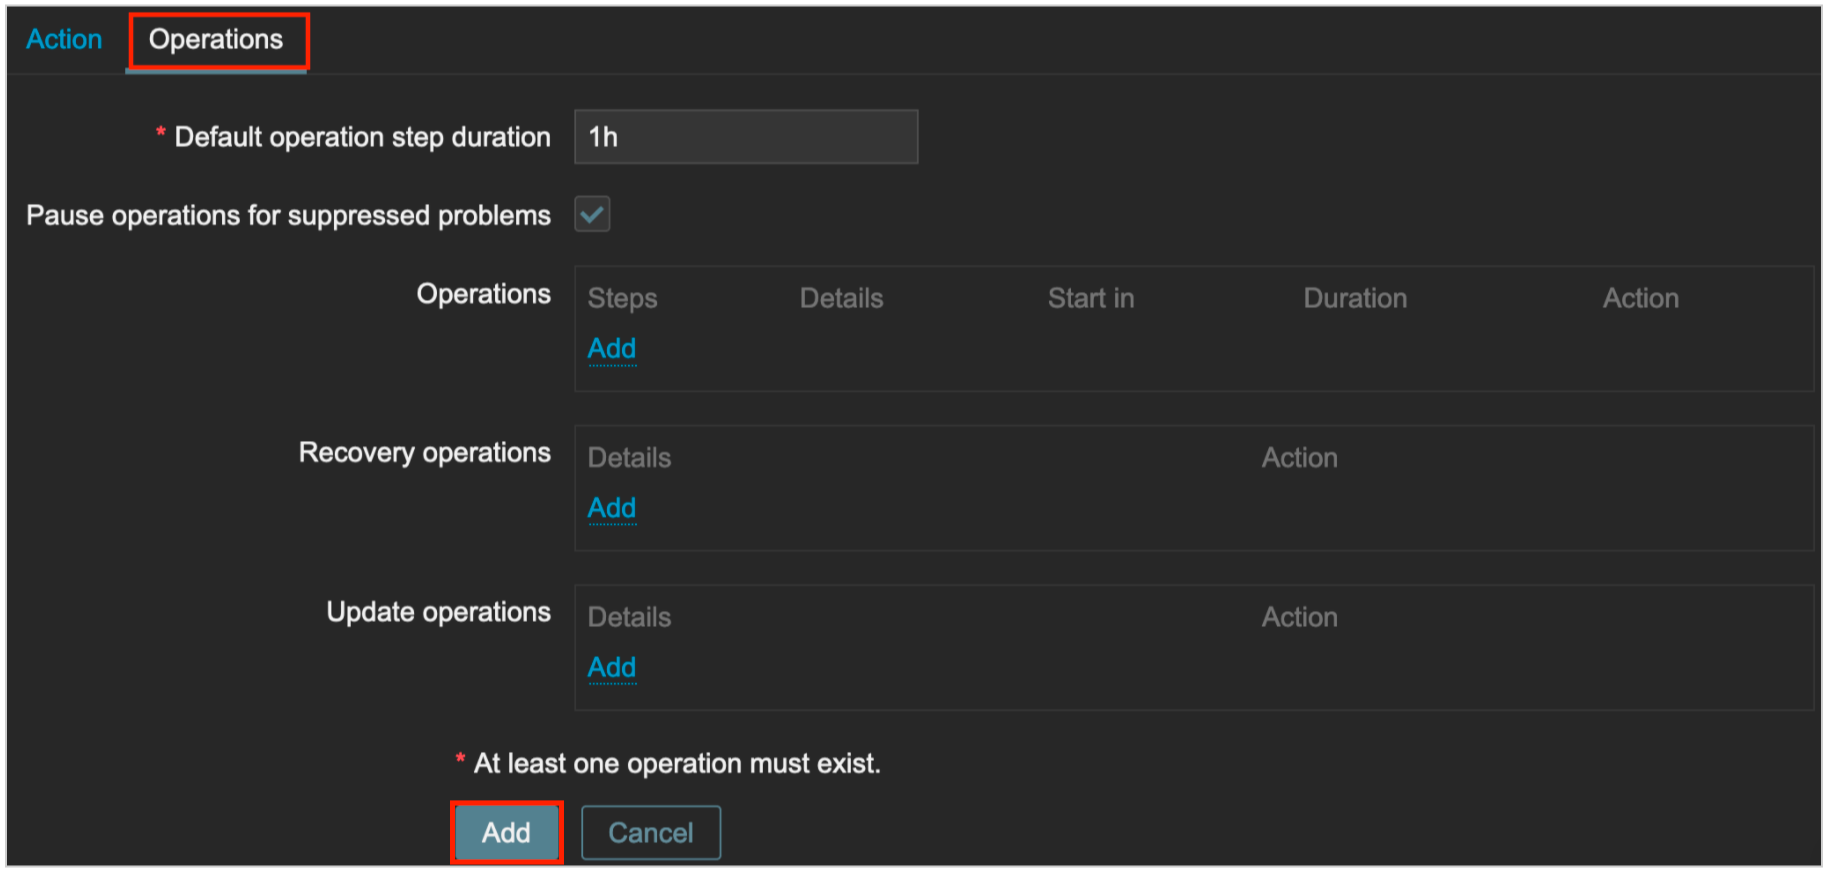 Action Operations
* Default operation step duration 1h
Pause operations for suppressed problems
Operations Steps Details Start in Duration Action
Add
Recovery operations Details Action
Add
Update operations Details Action
Add
* At least one operation must exist.
Add Cancel